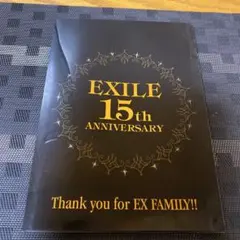 EXILE
15th
ANNIVERSARY
Thank you for EX FAMILY!!